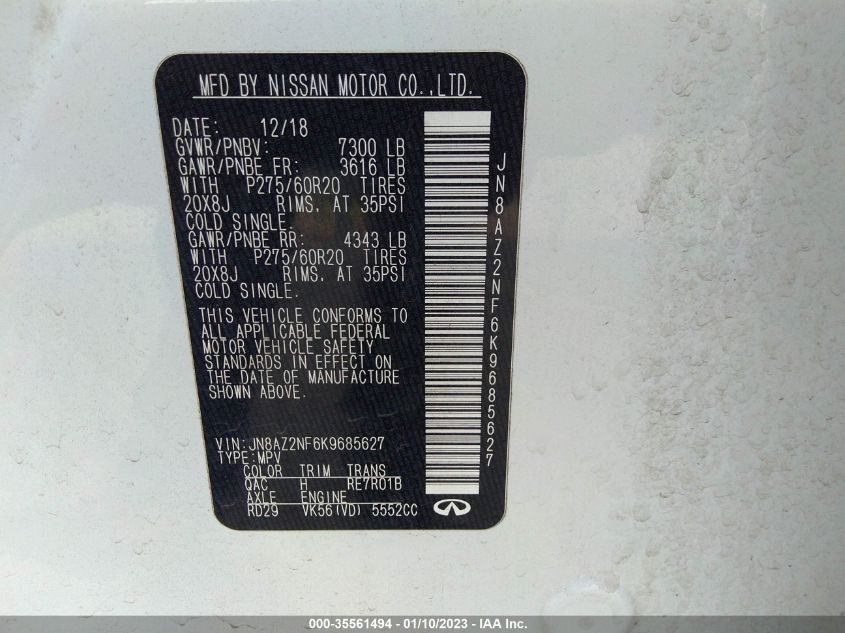 MFD BY NISSAN MOTOR CO.,LTD.
DATE: 12/18
GVWR/PNBV: 7300 LB
GAWR/PNBE FR: 3616 LB
WITH P275/60R20 TIRES
20X8J RIMS, AT 35PSI
COLD SINGLE.
GAWR/PNBE RR: 4343 LB
WITH P275/60R20 TIRES
20X8J RIMS, AT 35PSI
COLD SINGLE.
THIS VEHICLE CONFORMS TO
ALL APPLICABLE FEDERAL
MOTOR VEHICLE SAFETY
STANDARDS IN EFFECT ON
THE DATE OF MANUFACTURE
SHOWN ABOVE.
VIN:JN8AZ2NF6K9685627
TYPE:MPV
COLOR TRIM TRANS
QAC H RE7R01B
AXLE ENGINE
RD29 VK56(VD) 5552CC
JN8AZ2NF6K9685627
000-35561494 — 01/10/2023 — IAA Inc.